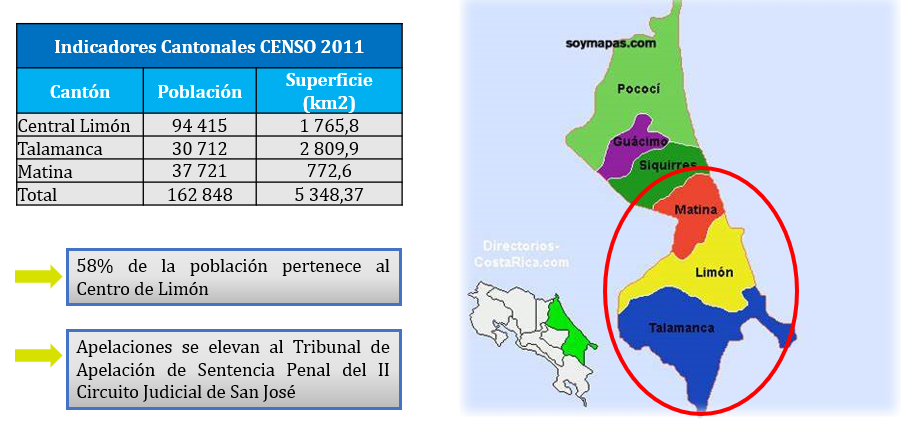 Indicadores Cantonales CENSO 2011
Cantón Población Superficie (km2)
Central Limón 94 415 1 765,8
Talamanca 30 712 2 809,9
Matina 37 721 772,6
Total 162 848 5 348,37
58% de la población pertenece al
Centro de Limón
Apelaciones se elevan al Tribunal de
Apelación de Sentencia Penal del II
Circuito Judicial de San José
soymapas.com
Pococí
Guácimo
Siquirres
Matina
Directorios-
CostaRica.com
Limón
Talamanca